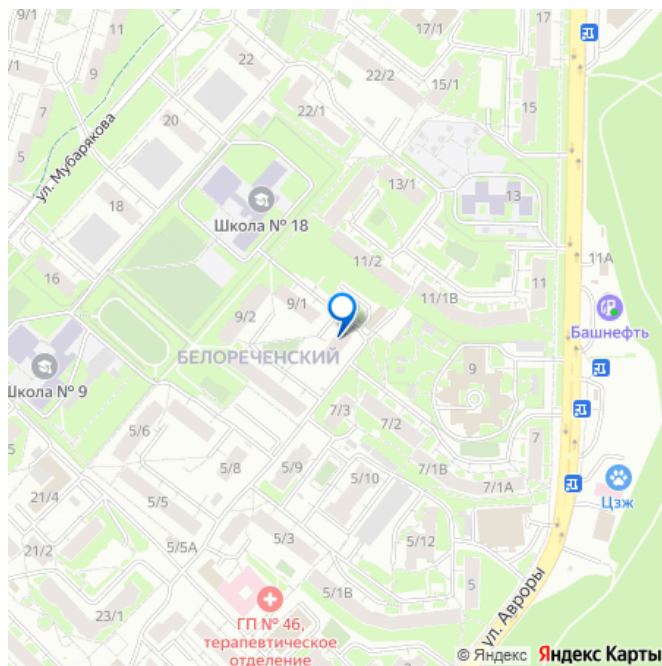 9/1
11
9
7
5
22
22/2
22/1
17/1
17
15/1
15
20
ул. Мубарякова
18
Школа № 18
13/1
13
16
11/2
11/1В
11
11А
Башнефть
9/1
9/2
БЕЛОРЕЧЕНСКИЙ
9
Школа № 9
7/3
7/2
7
7/1В
7/1А
Цзж
5/6
5/8
5/9
5/10
21/4
5/5
5/5А
5/3
5/12
21/2
5/1В
5
23/1
ул. Авроры
ГП № 46,
терапевтическое
отделение
© Яндекс Яндекс Карты